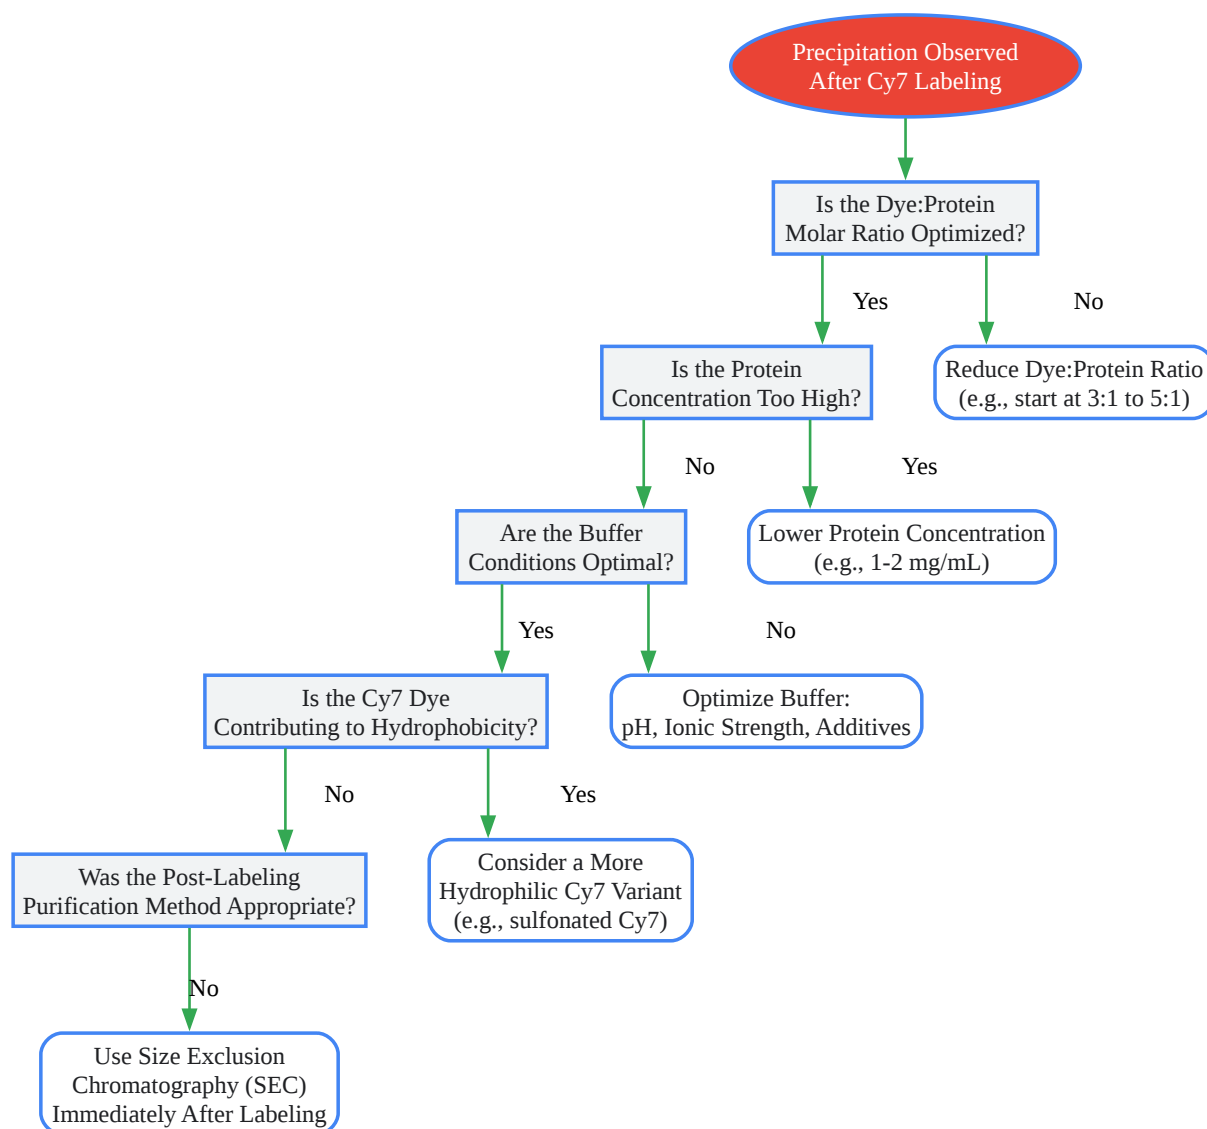 Precipitation Observed
After Cy7 Labeling
Is the Dye:Protein
Molar Ratio Optimized?
Yes
No
Is the Protein
Concentration Too High?
Reduce Dye:Protein Ratio
(e.g., start at 3:1 to 5:1)
No
Yes
Are the Buffer
Conditions Optimal?
Lower Protein Concentration
(e.g., 1-2 mg/mL)
Yes
No
Is the Cy7 Dye
Contributing to Hydrophobicity?
Optimize Buffer:
pH, Ionic Strength, Additives
No
Yes
Was the Post-Labeling
Purification Method Appropriate?
Consider a More
Hydrophilic Cy7 Variant
(e.g., sulfonated Cy7)
No
Use Size Exclusion
Chromatography (SEC)
Immediately After Labeling